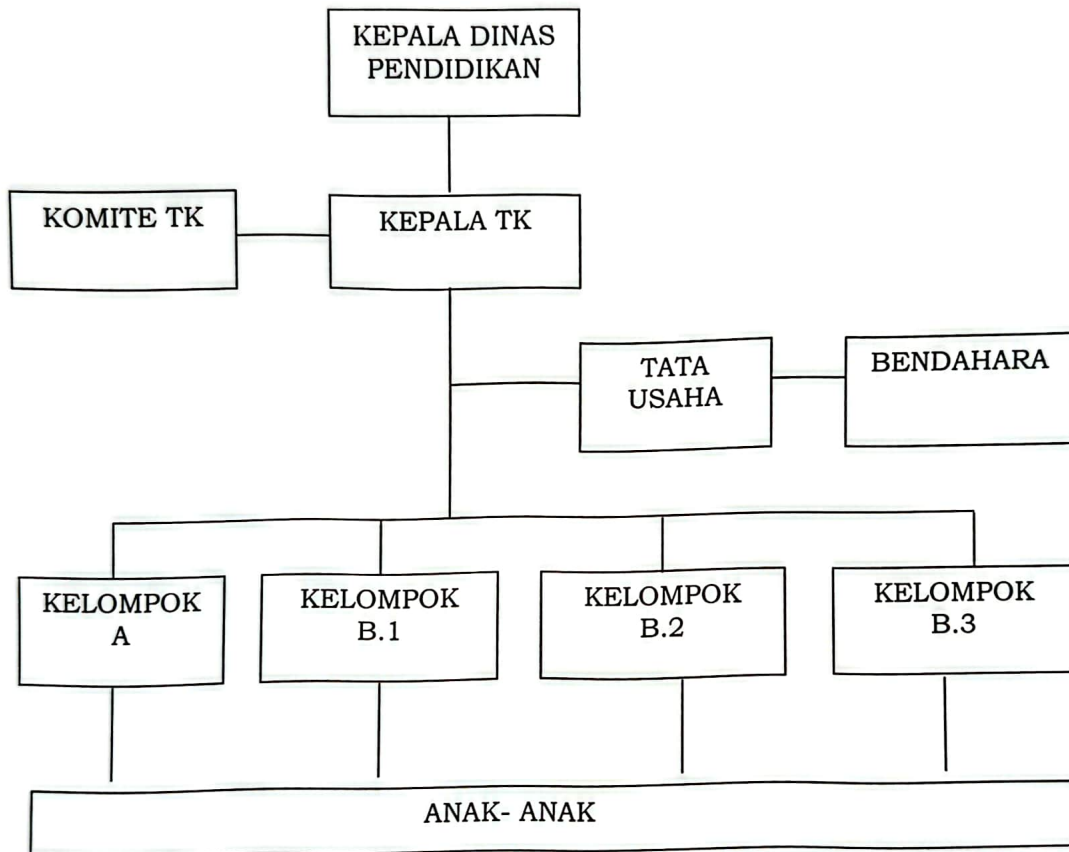 KEPALA DINAS
PENDIDIKAN
KOMITE TK
KEPALA TK
TATA
USAHA
BENDAHARA
KELOMPOK
A
KELOMPOK
B.1
KELOMPOK
B.2
KELOMPOK
B.3
ANAK- ANAK